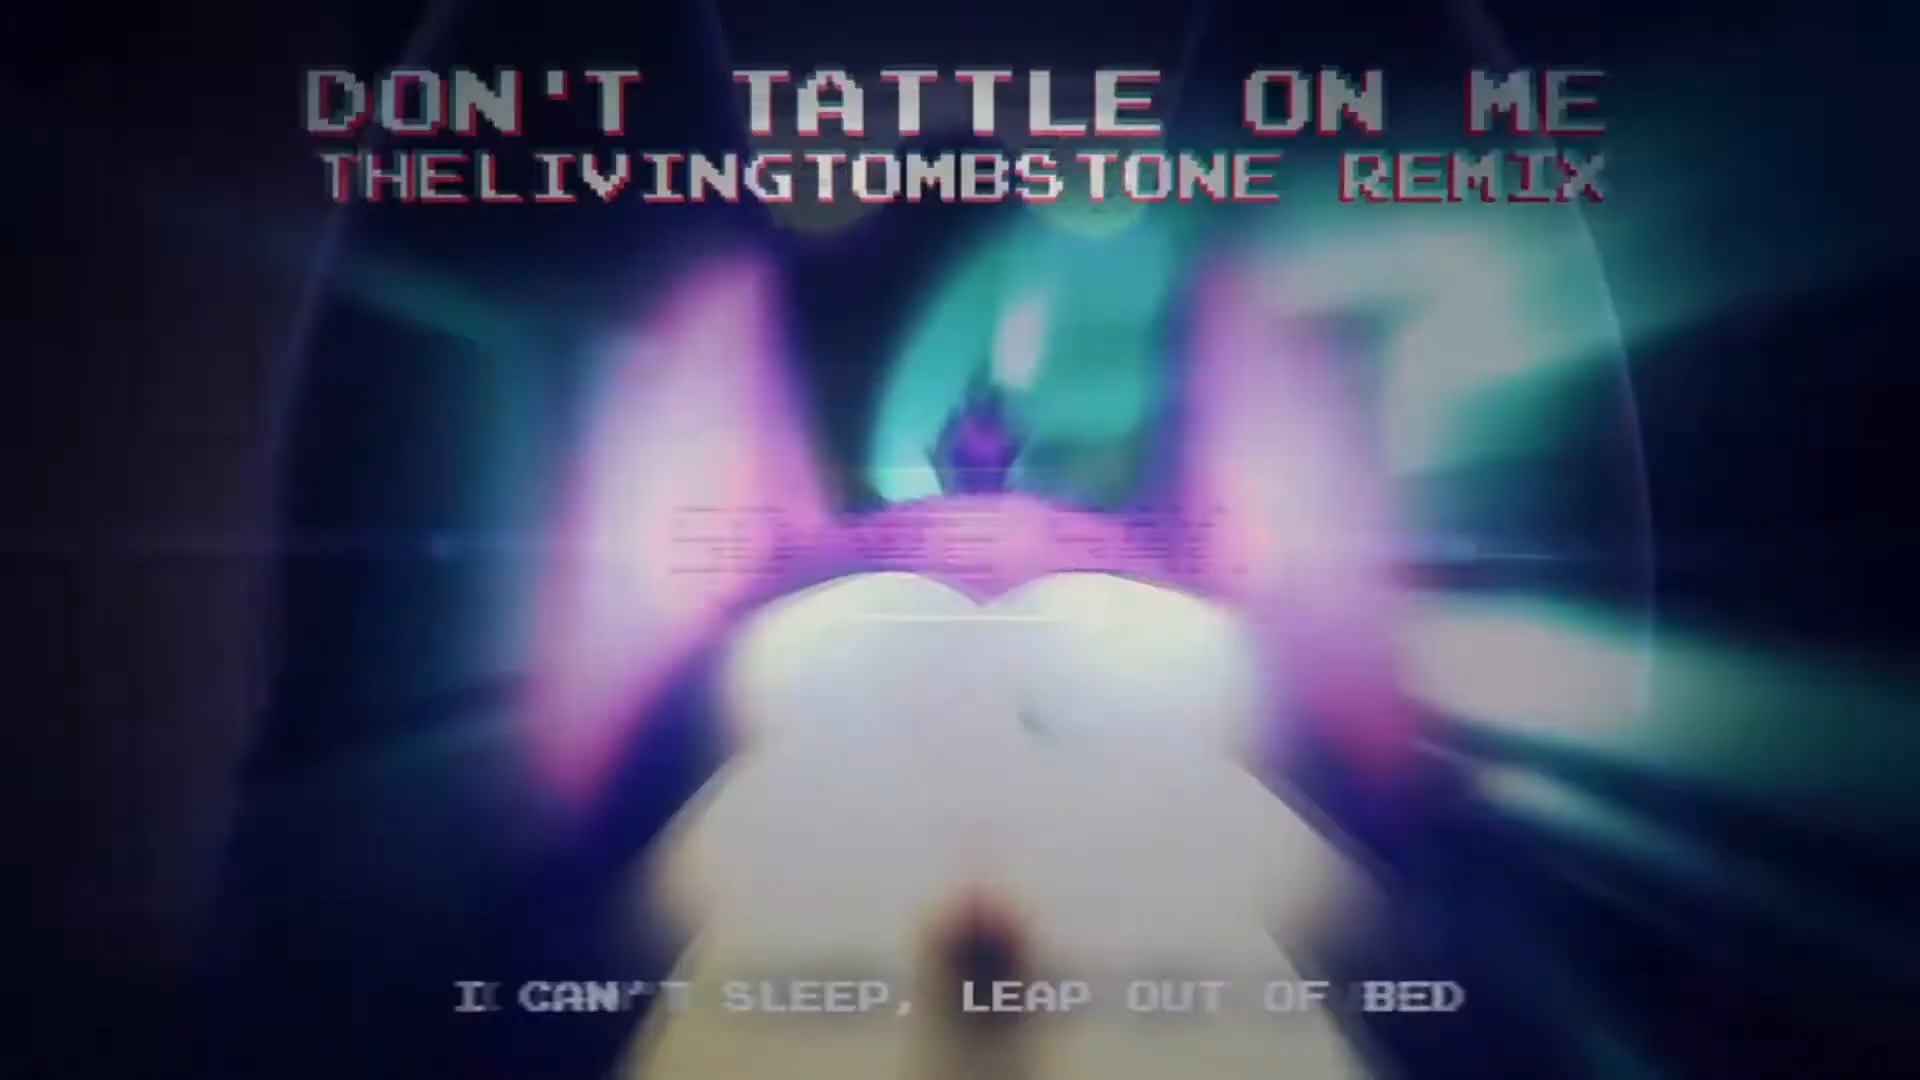 DON'T TATTLE ON ME
THELIVINGTOMBSTONE REMIX
I CAN'T SLEEP, LEAP OUT OF BED